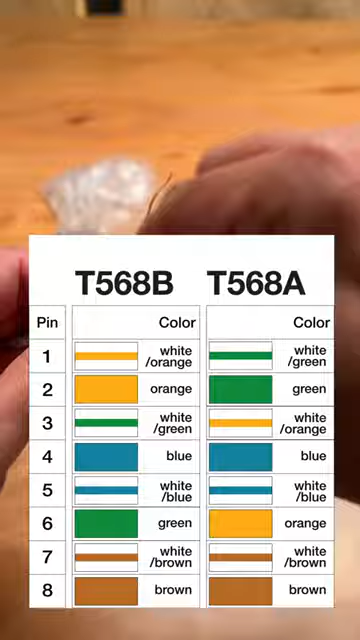 T568B T568A
Pin Color Color
1 white /orange white /green
2 orange green
3 white /green white /orange
4 blue blue
5 white /blue white /blue
6 green orange
7 white /brown white /brown
8 brown brown